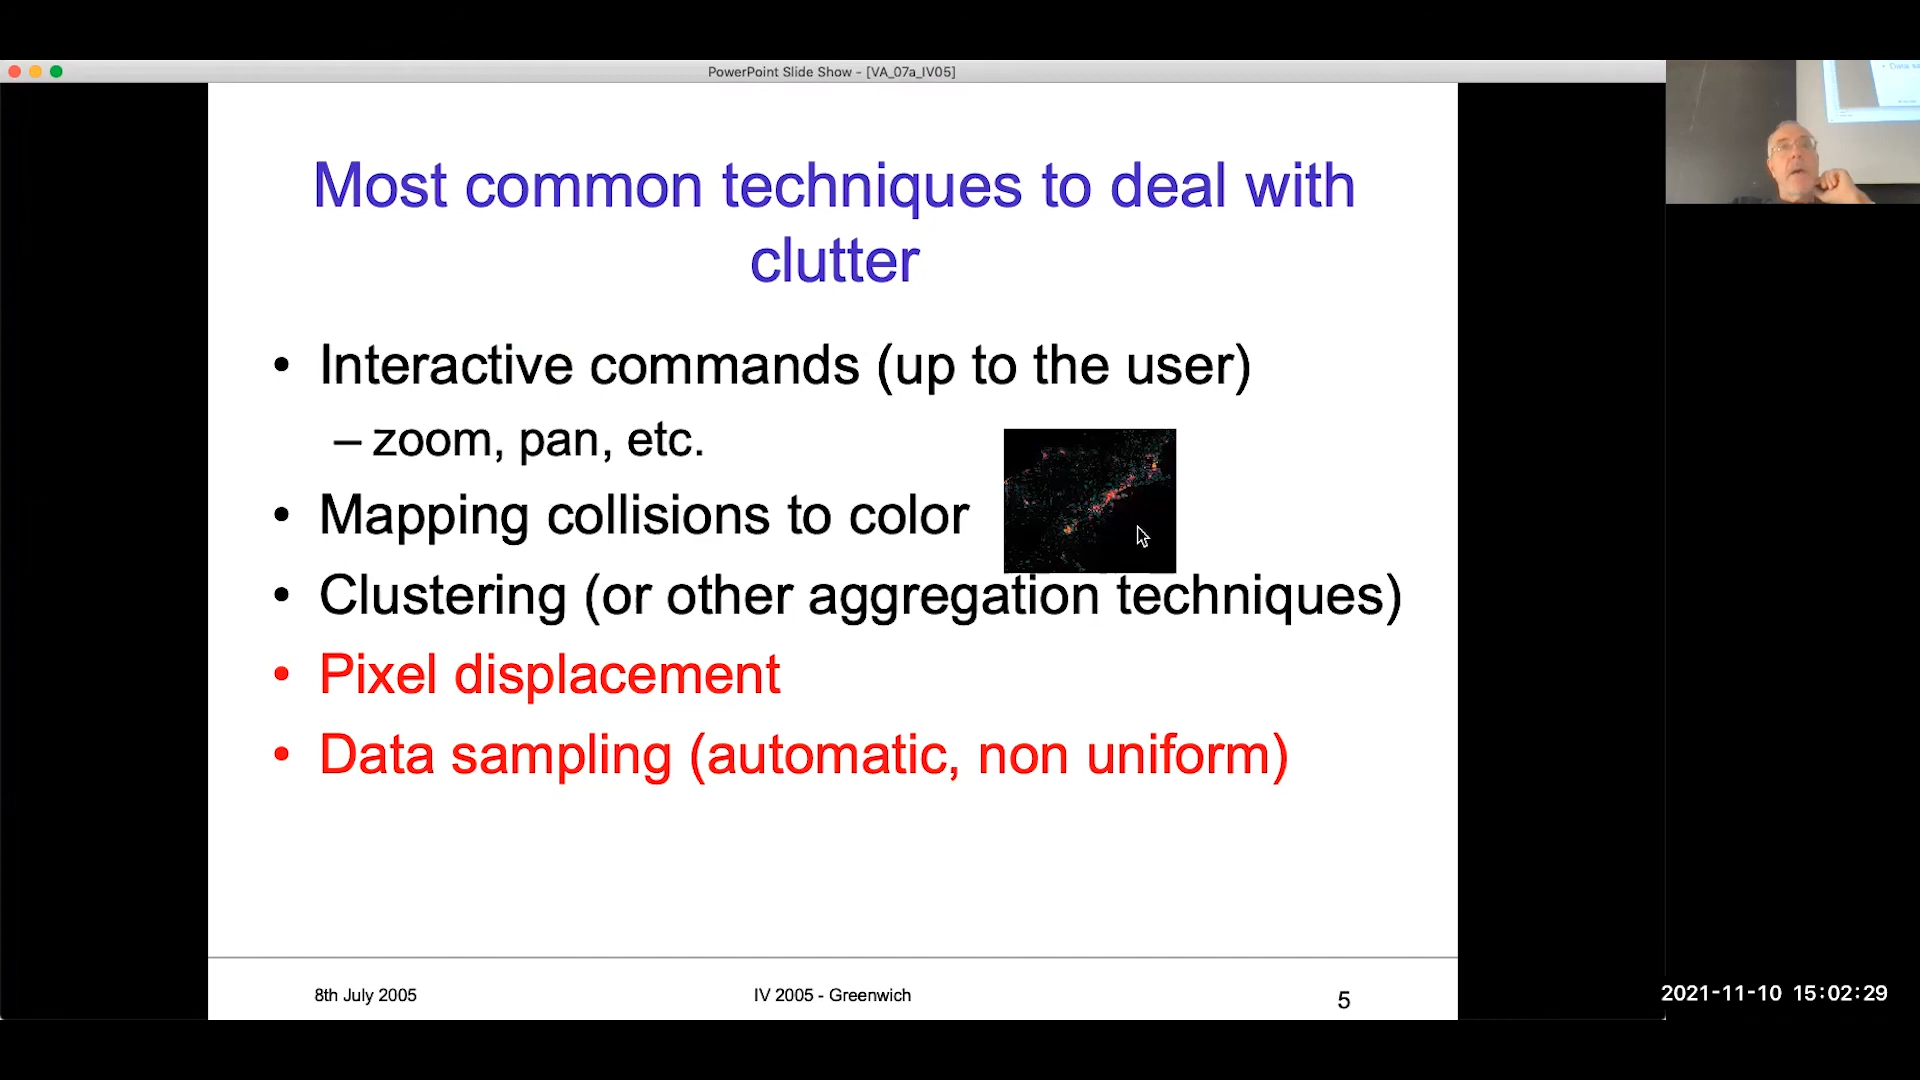 PowerPoint Slide Show - [VA_07a_IV05]
Most common techniques to deal with
clutter
• Interactive commands (up to the user)
– zoom, pan, etc.
• Mapping collisions to color
• Clustering (or other aggregation techniques)
• Pixel displacement
• Data sampling (automatic, non uniform)
8th July 2005
IV 2005 - Greenwich
5
2021-11-10 15:02:29